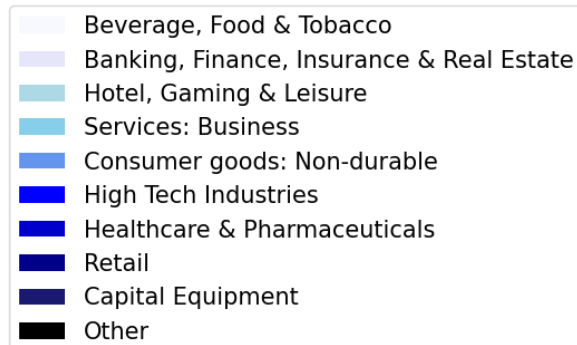 Beverage, Food & Tobacco
Banking, Finance, Insurance & Real Estate
Hotel, Gaming & Leisure
Services: Business
Consumer goods: Non-durable
High Tech Industries
Healthcare & Pharmaceuticals
Retail
Capital Equipment
Other